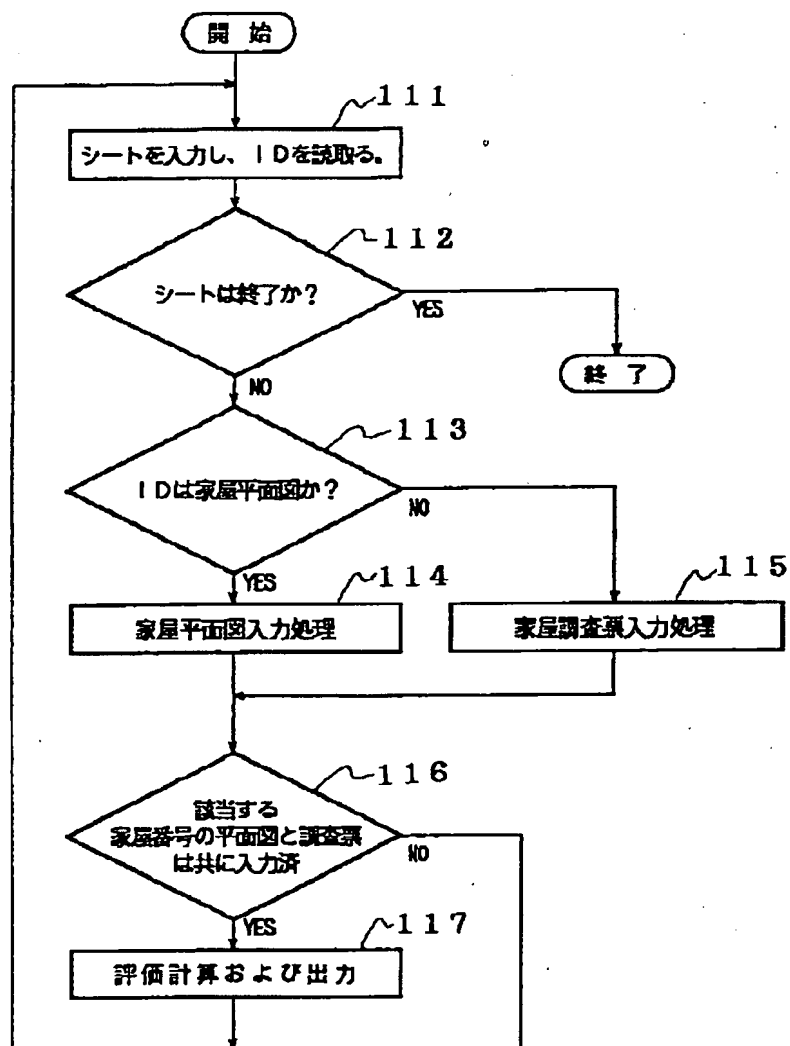 開 始
111
シートを入力し、IDを読取る。
112
シートは終了か?
YES
終 了
NO
113
IDは家屋平面図か?
NO
YES
114
115
家屋平面図入力処理
家屋調査票入力処理
116
該当する
家屋番号の平面図と調査票
は共に入力済
NO
YES
117
評価計算および出力